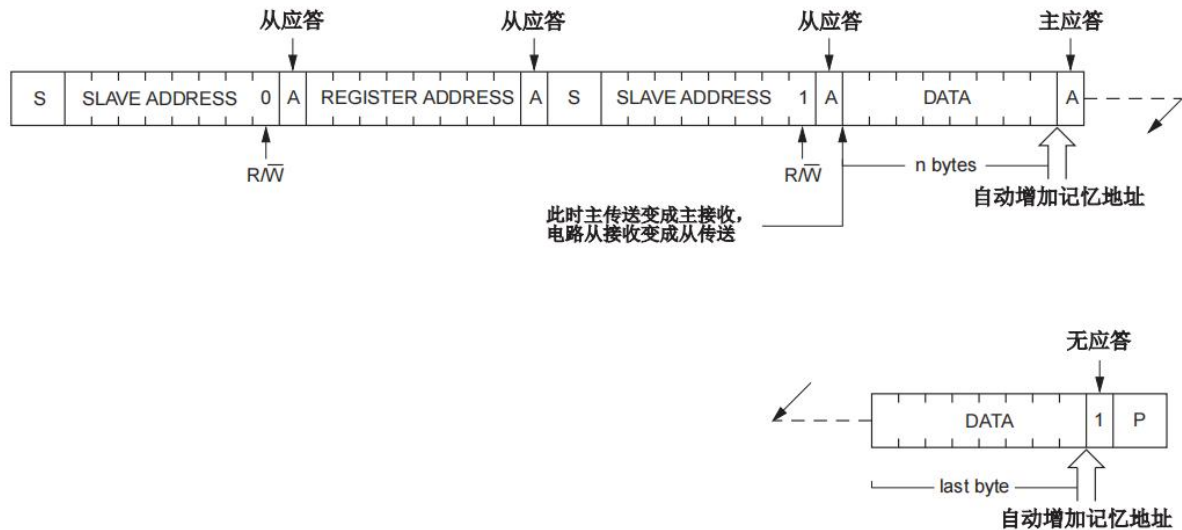 从应答 从应答 从应答 主应答
S SLAVE ADDRESS 0 A REGISTER ADDRESS A S SLAVE ADDRESS 1 A DATA A
R/W̅ R/W̅ n bytes
自动增加记忆地址
此时主传送变成主接收，
电路从接收变成从传送
无应答
DATA 1 P
last byte
自动增加记忆地址